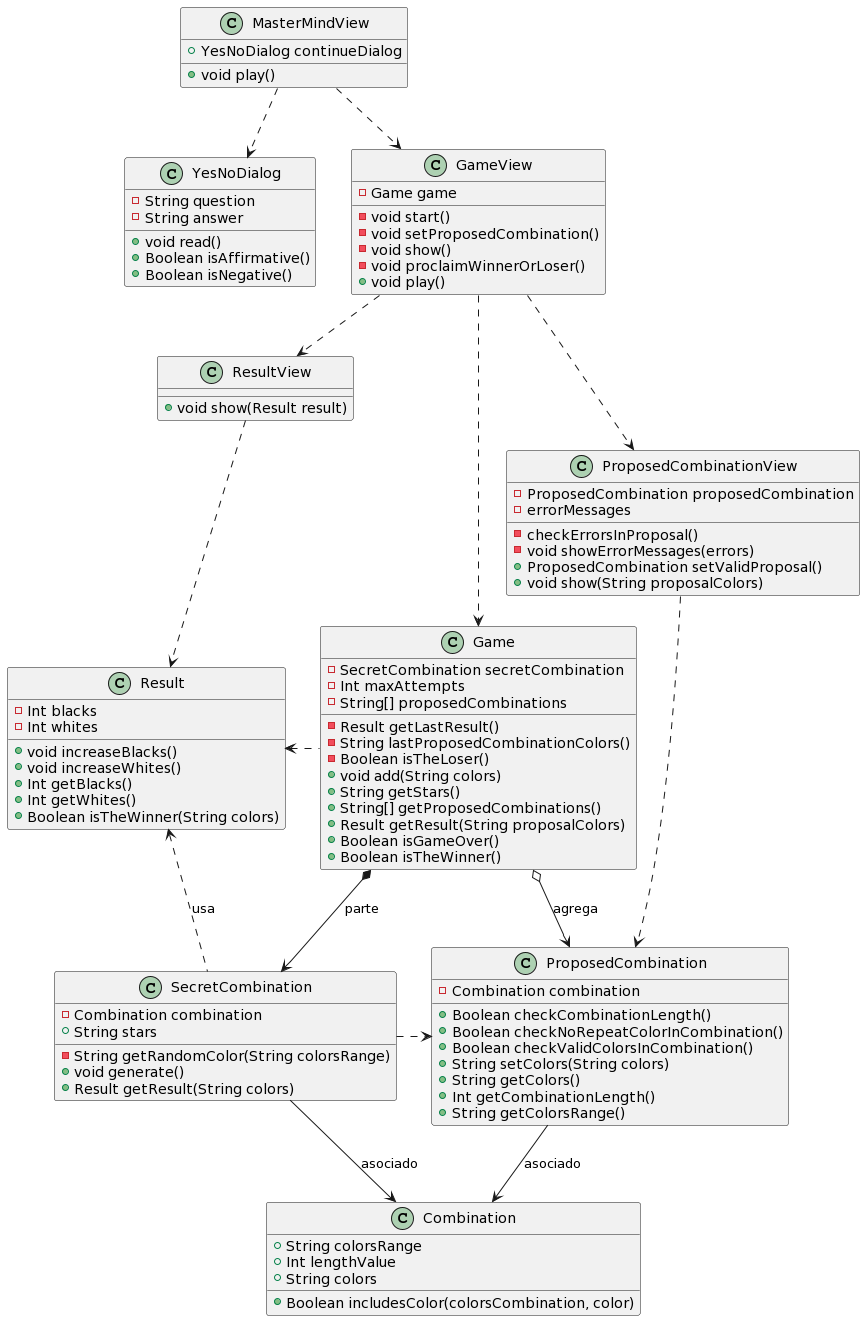 C MasterMindView
YesNoDialog continueDialog
void play()
C YesNoDialog
String question
String answer
void read()
Boolean isAffirmative()
Boolean isNegative()
C GameView
Game game
void start()
void setProposedCombination()
void show()
void proclaimWinnerOrLoser()
void play()
C ResultView
void show(Result result)
C ProposedCombinationView
ProposedCombination proposedCombination
errorMessages
checkErrorsInProposal()
void showErrorMessages(errors)
ProposedCombination setValidProposal()
void show(String proposalColors)
C Result
Int blacks
Int whites
void increaseBlacks()
void increaseWhites()
Int getBlacks()
Int getWhites()
Boolean isTheWinner(String colors)
C Game
SecretCombination secretCombination
Int maxAttempts
String[] proposedCombinations
Result getLastResult()
String lastProposedCombinationColors()
Boolean isTheLoser()
void add(String colors)
String getStars()
String[] getProposedCombinations()
Result getResult(String proposalColors)
Boolean isGameOver()
Boolean isTheWinner()
usa
parte
agrega
C SecretCombination
Combination combination
String stars
String getRandomColor(String colorsRange)
void generate()
Result getResult(String colors)
C ProposedCombination
Combination combination
Boolean checkCombinationLength()
Boolean checkNoRepeatColorInCombination()
Boolean checkValidColorsInCombination()
String setColors(String colors)
String getColors()
Int getCombinationLength()
String getColorsRange()
asociado
asociado
C Combination
String colorsRange
Int lengthValue
String colors
Boolean includesColor(colorsCombination, color)